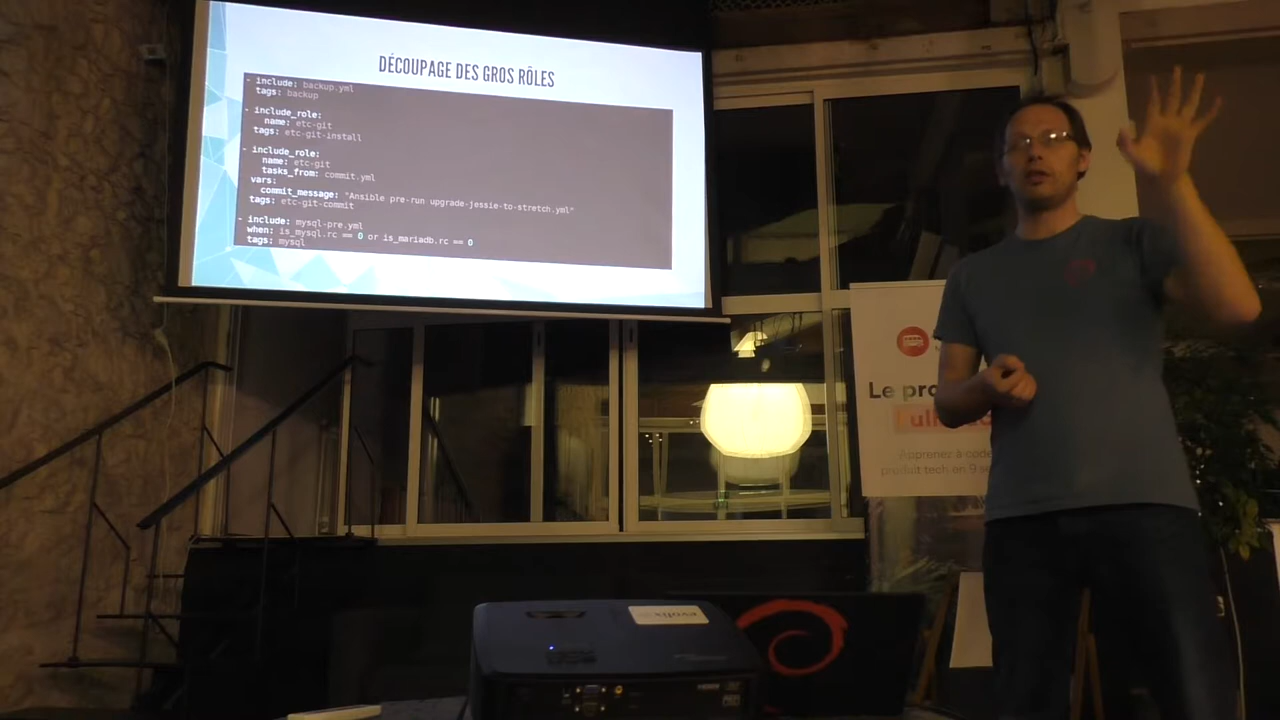 DÉCOUPAGE DES GROS RÔLES
- include: backup.yml
tags: backup
- include_role:
name: etc-git
tags: etc-git-install
- include_role:
name: etc-git
tasks_from: commit.yml
vars:
commit_message: "Ansible pre-run upgrade-jessie-to-stretch.yml"
tags: etc-git-commit
- include: mysql-pre.yml
when: is_mysql.rc == 0 or is_mariadb.rc == 0
tags: mysql
Le pro
Apprenez à code
produit tech en 9 se
evolix
HDMI